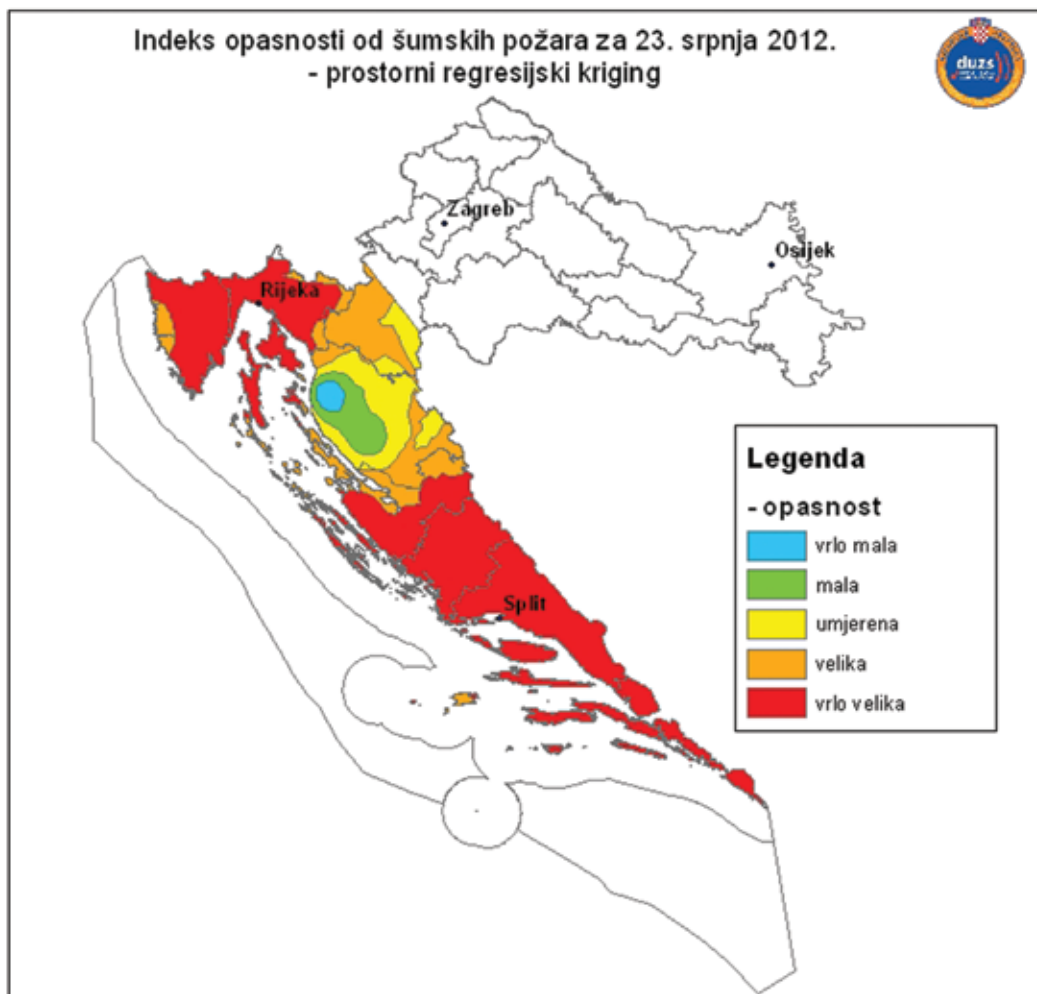 Indeks opasnosti od šumskih požara za 23. srpnja 2012.
- prostorni regresijski kriging
duzs
Zagreb
Osijek
Rijeka
Split
Legenda
- opasnost
vrlo mala
mala
umjerena
velika
vrlo velika